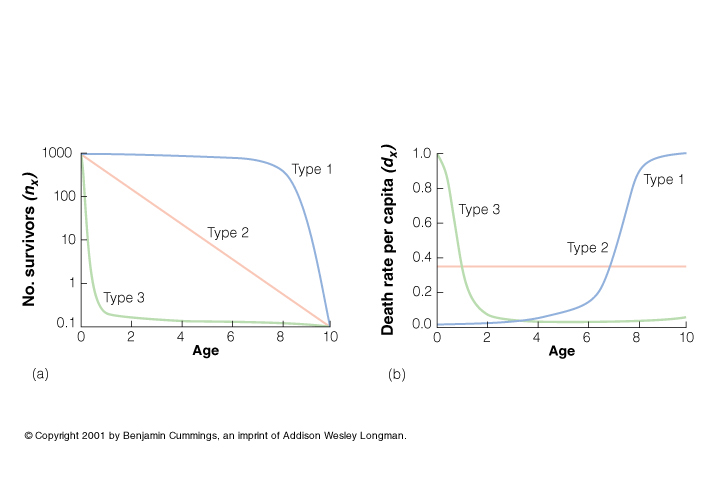 No. survivors (nx)
1000
100
10
1
0.1
Type 1
Type 2
Type 3
0 2 4 6 8 10
Age
(a)
Death rate per capita (dx)
1.0
0.8
0.6
0.4
0.2
0.0
Type 1
Type 3
Type 2
0 2 4 6 8 10
Age
(b)
© Copyright 2001 by Benjamin Cummings, an imprint of Addison Wesley Longman.